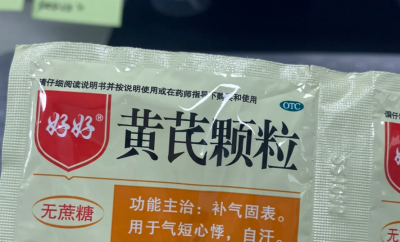 请仔细阅读说明书并按说明使用或在药师指导下购买和使用
OTC
好好®
黄芪颗粒
无蔗糖
功能主治：补气固表。
用于气短心悸，自汗。